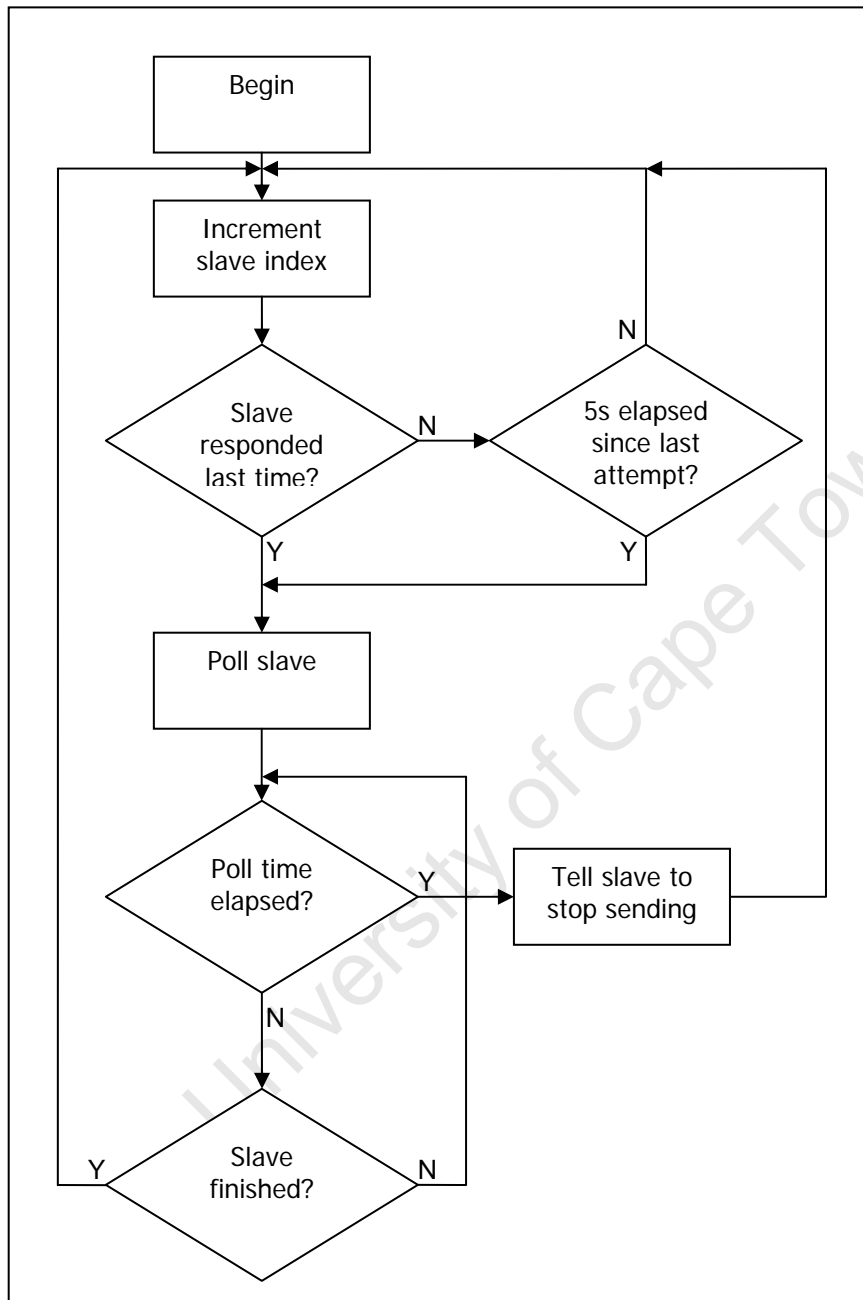 Begin
Increment
slave index
Slave
responded
last time?
N
5s elapsed
since last
attempt?
N
Y
Y
Poll slave
Poll time
elapsed?
Y
Tell slave to
stop sending
N
Slave
finished?
Y
N
University of Cape Tow